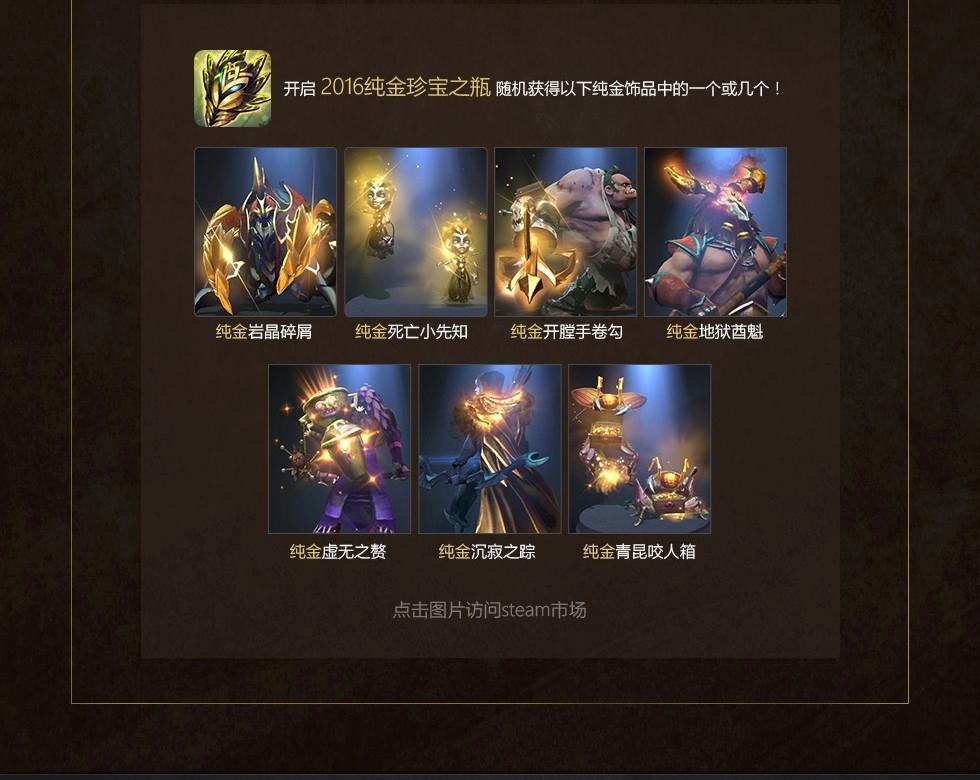 开启 2016纯金珍宝之瓶 随机获得以下纯金饰品中的一个或几个！
纯金岩晶碎屑
纯金死亡小先知
纯金开膛手卷勾
纯金地狱酋魁
纯金虚无之赘
纯金沉寂之踪
纯金青昆咬人箱
点击图片访问steam市场